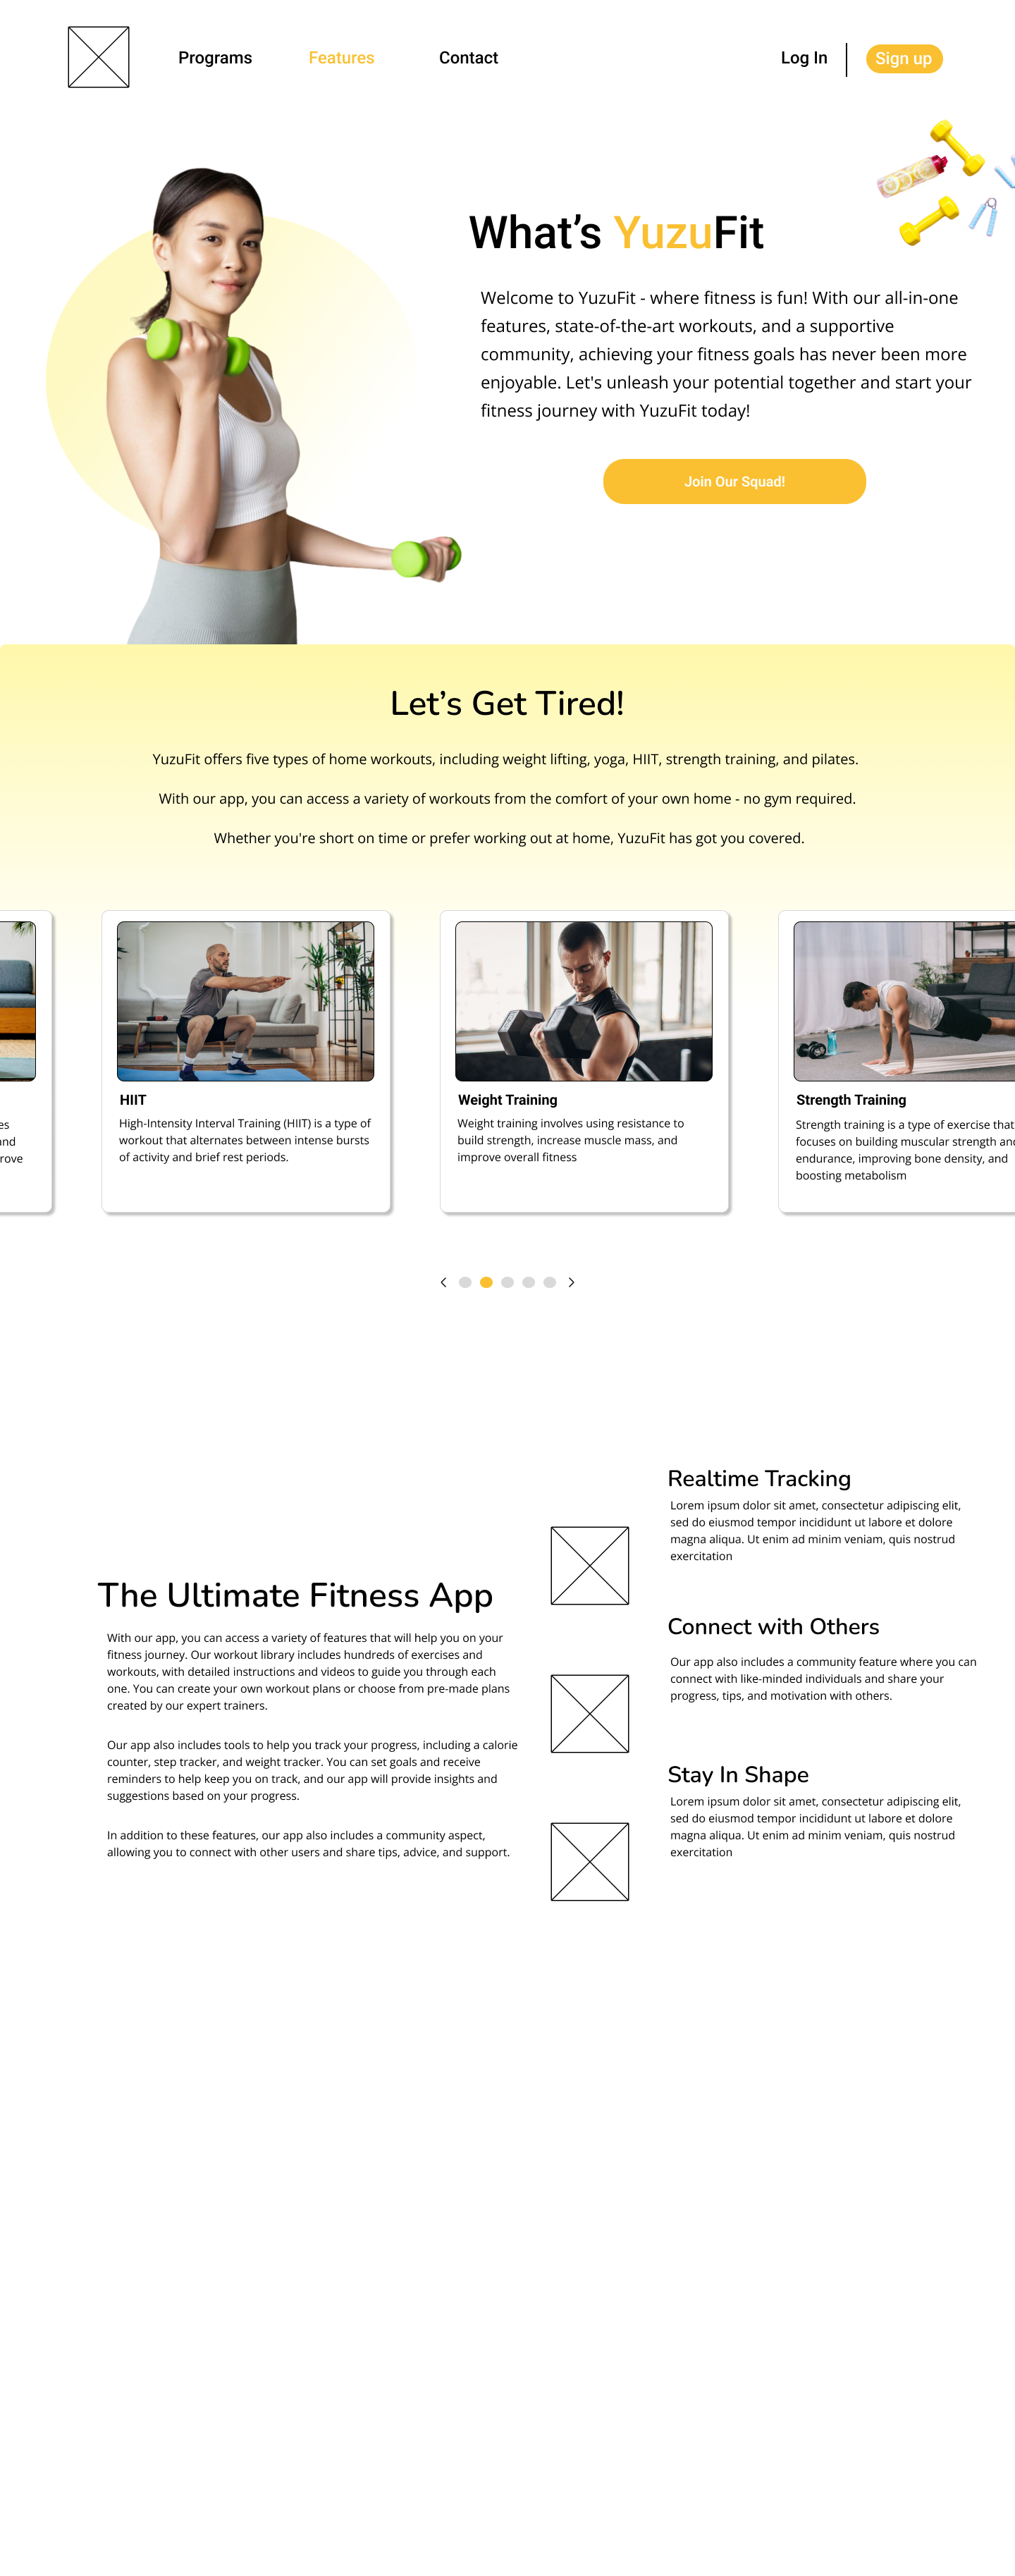 Programs
Features
Contact
Log In
Sign up
What’s YuzuFit
Welcome to YuzuFit - where fitness is fun! With our all-in-one
features, state-of-the-art workouts, and a supportive
community, achieving your fitness goals has never been more
enjoyable. Let's unleash your potential together and start your
fitness journey with YuzuFit today!
Join Our Squad!
Let’s Get Tired!
YuzuFit offers five types of home workouts, including weight lifting, yoga, HIIT, strength training, and pilates.
With our app, you can access a variety of workouts from the comfort of your own home - no gym required.
Whether you're short on time or prefer working out at home, YuzuFit has got you covered.
es
and
rove
HIIT
High-Intensity Interval Training (HIIT) is a type of
workout that alternates between intense bursts
of activity and brief rest periods.
Weight Training
Weight training involves using resistance to
build strength, increase muscle mass, and
improve overall fitness
Strength Training
Strength training is a type of exercise that
focuses on building muscular strength and
endurance, improving bone density, and
boosting metabolism
The Ultimate Fitness App
With our app, you can access a variety of features that will help you on your
fitness journey. Our workout library includes hundreds of exercises and
workouts, with detailed instructions and videos to guide you through each
one. You can create your own workout plans or choose from pre-made plans
created by our expert trainers.
Our app also includes tools to help you track your progress, including a calorie
counter, step tracker, and weight tracker. You can set goals and receive
reminders to help keep you on track, and our app will provide insights and
suggestions based on your progress.
In addition to these features, our app also includes a community aspect,
allowing you to connect with other users and share tips, advice, and support.
Realtime Tracking
Lorem ipsum dolor sit amet, consectetur adipiscing elit,
sed do eiusmod tempor incididunt ut labore et dolore
magna aliqua. Ut enim ad minim veniam, quis nostrud
exercitation
Connect with Others
Our app also includes a community feature where you can
connect with like-minded individuals and share your
progress, tips, and motivation with others.
Stay In Shape
Lorem ipsum dolor sit amet, consectetur adipiscing elit,
sed do eiusmod tempor incididunt ut labore et dolore
magna aliqua. Ut enim ad minim veniam, quis nostrud
exercitation